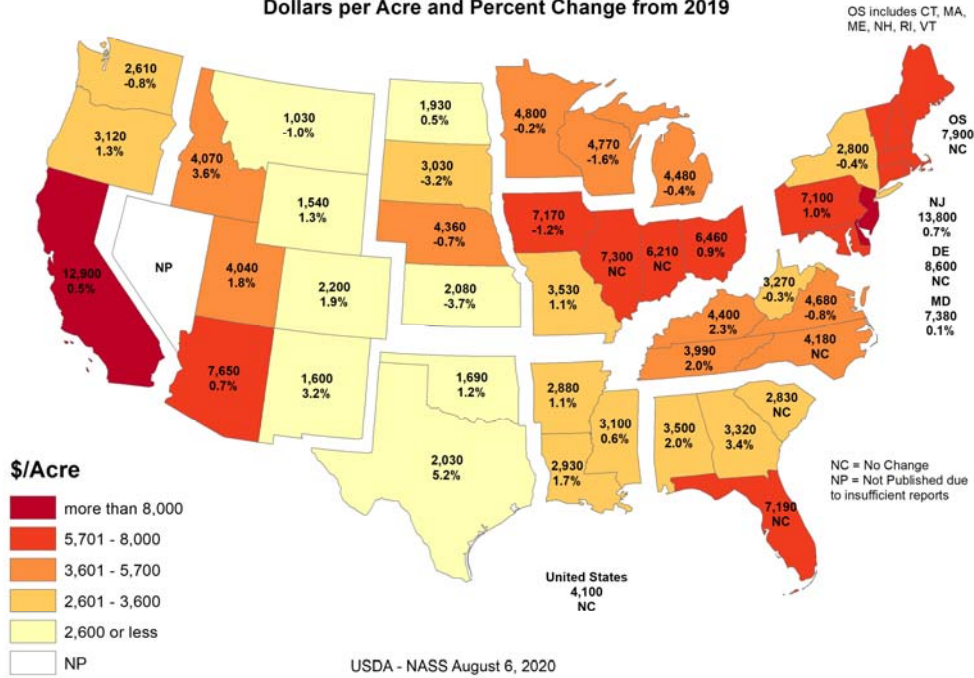 Dollars per Acre and Percent Change from 2019
OS includes CT, MA,
ME, NH, RI, VT
2,610
-0.8%
3,120
1.3%
12,900
0.5%
NP
4,070
3.6%
1,030
-1.0%
1,540
1.3%
4,040
1.8%
2,200
1.9%
7,650
0.7%
1,600
3.2%
1,930
0.5%
3,030
-3.2%
4,360
-0.7%
2,080
-3.7%
1,690
1.2%
2,030
5.2%
4,800
-0.2%
4,770
-1.6%
4,480
-0.4%
7,170
-1.2%
7,300
NC
6,210
NC
6,460
0.9%
3,530
1.1%
2,880
1.1%
2,930
1.7%
3,100
0.6%
3,500
2.0%
3,320
3.4%
2,830
NC
7,190
NC
4,400
2.3%
3,990
2.0%
3,270
-0.3%
4,680
-0.8%
4,180
NC
7,100
1.0%
2,800
-0.4%
OS
7,900
NC
NJ
13,800
0.7%
DE
8,600
NC
MD
7,380
0.1%
NC = No Change
NP = Not Published due
to insufficient reports
United States
4,100
NC
$/Acre
more than 8,000
5,701 - 8,000
3,601 - 5,700
2,601 - 3,600
2,600 or less
NP
USDA - NASS August 6, 2020